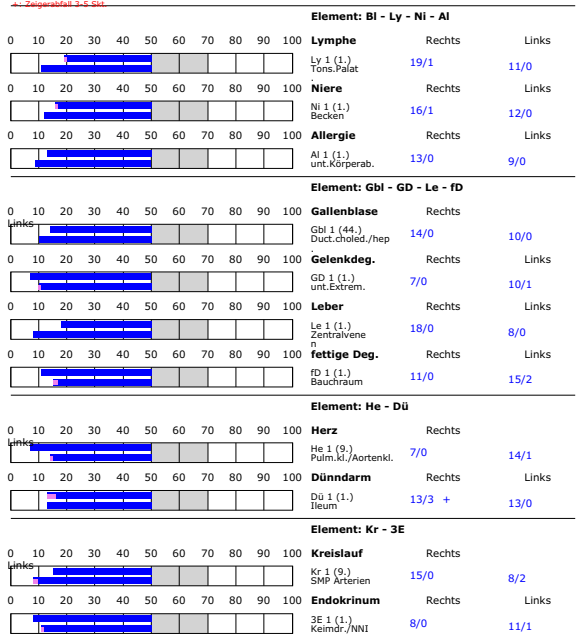 +: Zeigerabfall 3-5 Skt.
Element: Bl - Ly - Ni - Al
0 10 20 30 40 50 60 70 80 90 100 Lymphe Rechts Links
Ly 1 (1.) 19/1 11/0
Tons.Palat
.
0 10 20 30 40 50 60 70 80 90 100 Niere Rechts Links
Ni 1 (1.) 16/1 12/0
Becken
0 10 20 30 40 50 60 70 80 90 100 Allergie Rechts Links
Al 1 (1.) 13/0 9/0
unt.Körperab.
Element: Gbl - GD - Le - fD
0 10 20 30 40 50 60 70 80 90 100 Gallenblase Rechts
Links
Gbl 1 (44.) 14/0 10/0
Duct.choled./hep
.
0 10 20 30 40 50 60 70 80 90 100 Gelenkdeg. Rechts Links
GD 1 (1.) 7/0 10/1
unt.Extrem.
0 10 20 30 40 50 60 70 80 90 100 Leber Rechts Links
Le 1 (1.) 18/0 8/0
Zentralvene
n
0 10 20 30 40 50 60 70 80 90 100 fettige Deg. Rechts Links
fD 1 (1.) 11/0 15/2
Bauchraum
Element: He - Dü
0 10 20 30 40 50 60 70 80 90 100 Herz Rechts
Links
He 1 (9.) 7/0 14/1
Pulm.kl./Aortenkl.
0 10 20 30 40 50 60 70 80 90 100 Dünndarm Rechts Links
Dü 1 (1.) 13/3 + 13/0
Ileum
Element: Kr - 3E
0 10 20 30 40 50 60 70 80 90 100 Kreislauf Rechts
Links
Kr 1 (9.) 15/0 8/2
SMP Arterien
0 10 20 30 40 50 60 70 80 90 100 Endokrinum Rechts Links
3E 1 (1.) 8/0 11/1
Keimdr./NNI